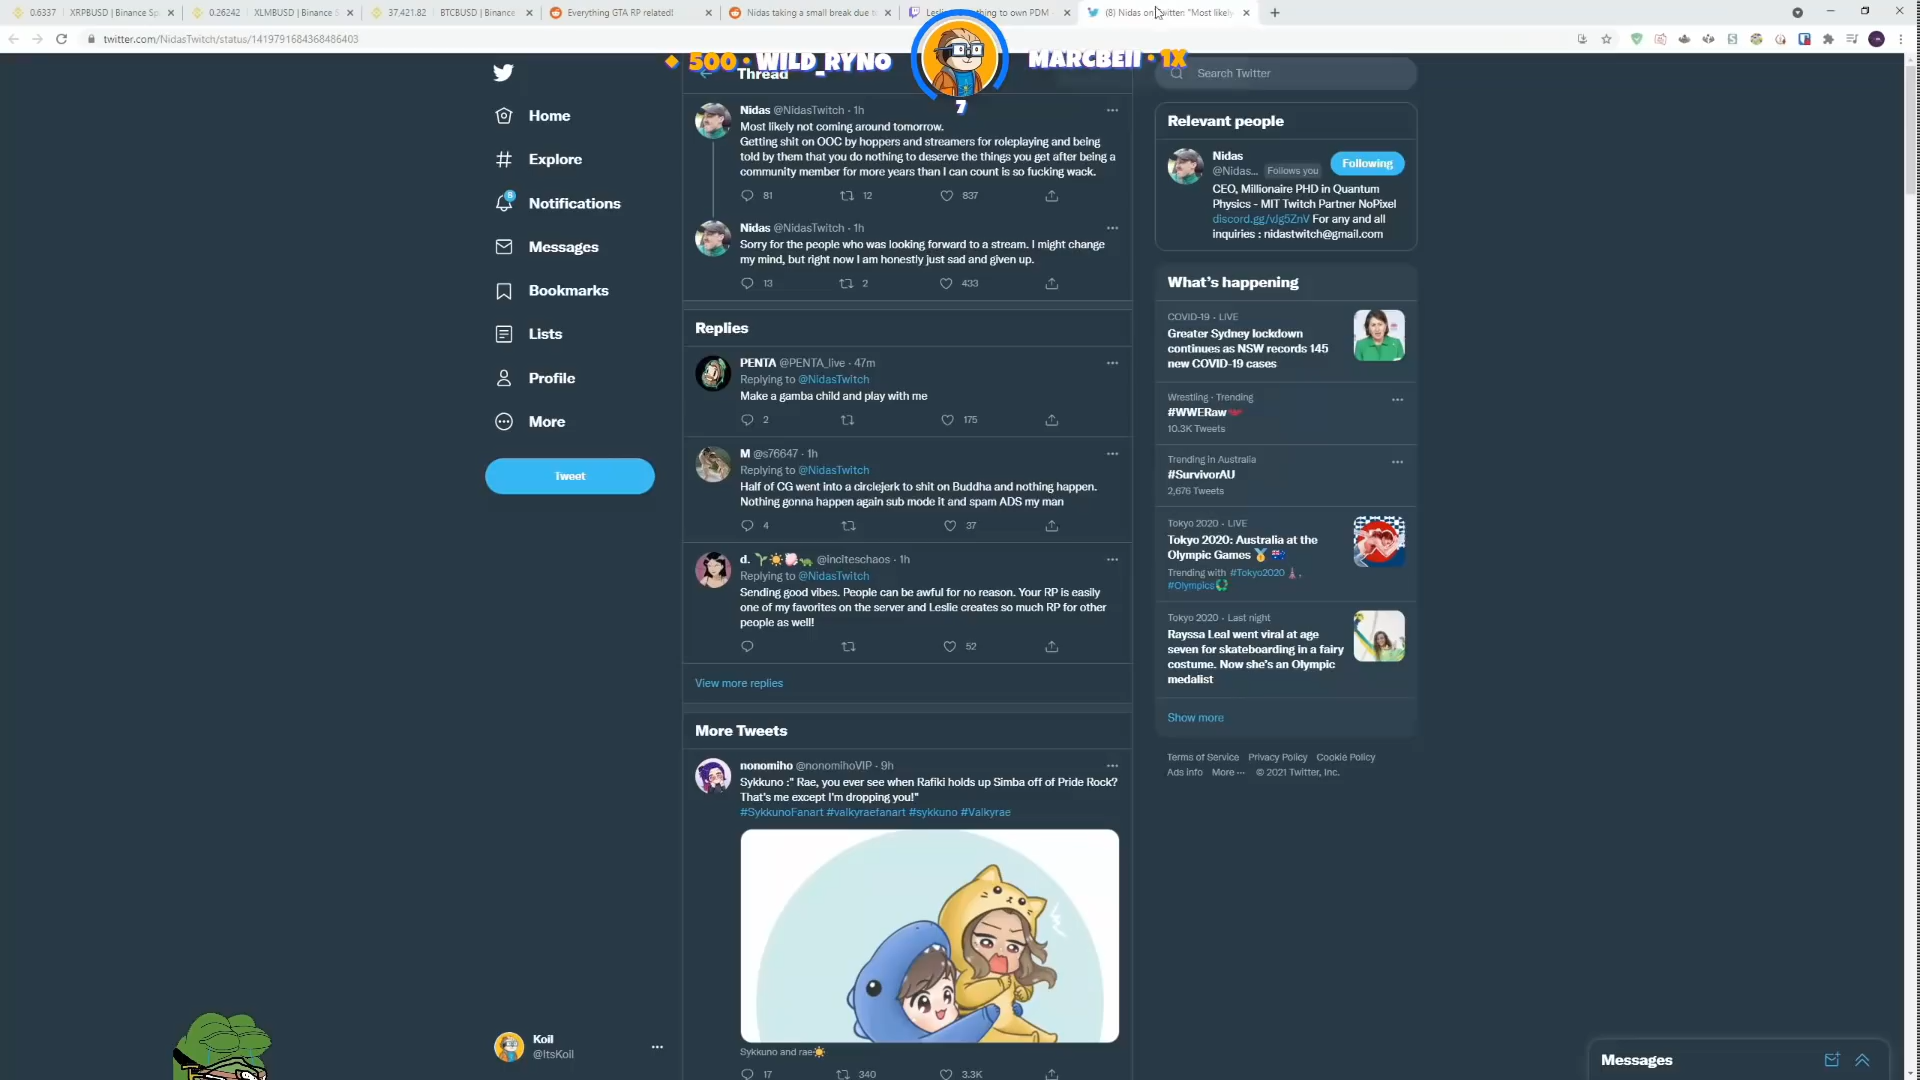 0.6337 XRPBUSD | Binance Sp
0.26242 XLMBUSD | Binance S
37,421.82 BTCBUSD | Binance
Everything GTA RP related!
Nidas taking a small break due t
thing to own PDM
(8) Nidas on Twitter: "Most likely
twitter.com/NidasTwitch/status/1419791684368486403
500 · WILD_RYNO
7
MARCBEII · 1X
Home
Explore
8
Notifications
Messages
Bookmarks
Lists
Profile
More
Tweet
Koil
@ItsKoil
Thread
Nidas @NidasTwitch · 1h
Most likely not coming around tomorrow.
Getting shit on OOC by hoppers and streamers for roleplaying and being
told by them that you do nothing to deserve the things you get after being a
community member for more years than I can count is so fucking wack.
81 12 837
Nidas @NidasTwitch · 1h
Sorry for the people who was looking forward to a stream. I might change
my mind, but right now I am honestly just sad and given up.
13 2 433
Replies
PENTA @PENTA_live · 47m
Replying to @NidasTwitch
Make a gamba child and play with me
2 175
M @s76647 · 1h
Replying to @NidasTwitch
Half of CG went into a circlejerk to shit on Buddha and nothing happen.
Nothing gonna happen again sub mode it and spam ADS my man
4 37
d. 🌱☀️🐚🐢 @inciteschaos · 1h
Replying to @NidasTwitch
Sending good vibes. People can be awful for no reason. Your RP is easily
one of my favorites on the server and Leslie creates so much RP for other
people as well!
52
View more replies
More Tweets
nonomiho @nonomihoVIP · 9h
Sykkuno :" Rae, you ever see when Rafiki holds up Simba off of Pride Rock?
That's me except I'm dropping you!"
#SykkunoFanart #valkyraefanart #sykkuno #Valkyrae
Sykkuno and rae☀️
17 340 3.3K
Search Twitter
Relevant people
Nidas
@Nidas... Follows you
Following
CEO, Millionaire PHD in Quantum
Physics - MIT Twitch Partner NoPixel
discord.gg/vJg5ZnV For any and all
inquiries : nidastwitch@gmail.com
What's happening
COVID-19 · LIVE
Greater Sydney lockdown
continues as NSW records 145
new COVID-19 cases
Wrestling · Trending
#WWERaw
10.3K Tweets
Trending in Australia
#SurvivorAU
2,676 Tweets
Tokyo 2020 · LIVE
Tokyo 2020: Australia at the
Olympic Games 🥇 🇦🇺
Trending with #Tokyo2020 🗼,
#Olympics
Tokyo 2020 · Last night
Rayssa Leal went viral at age
seven for skateboarding in a fairy
costume. Now she's an Olympic
medalist
Show more
Terms of Service Privacy Policy Cookie Policy
Ads info More ··· © 2021 Twitter, Inc.
Messages